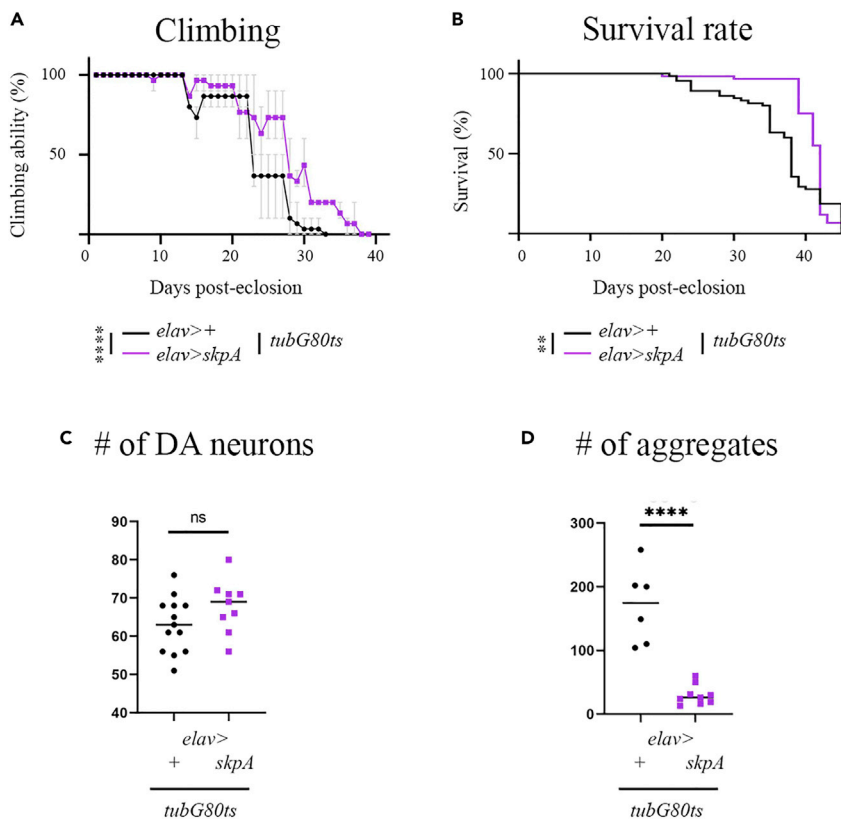 A
Climbing
Climbing ability (%)
100
50
0
10
20
30
40
Days post-eclosion
****
elav>+
elav>skpA
tubG80ts
B
Survival rate
Survival (%)
100
50
0
10
20
30
40
Days post-eclosion
**
elav>+
elav>skpA
tubG80ts
C
# of DA neurons
ns
90
80
70
60
50
40
elav>
+ skpA
tubG80ts
D
# of aggregates
****
300
200
100
0
elav>
+ skpA
tubG80ts